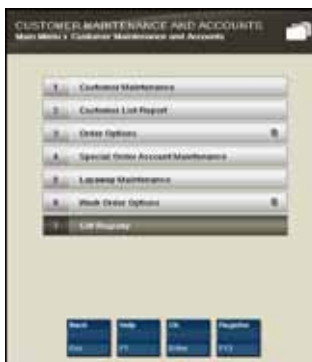 CUSTOMER MAINTENANCE AND ACCOUNTS
Main Menu > Customer Maintenance and Accounts
1 Customer Maintenance
2 Customer List Report
3 Order Options
4 Special Order Account Maintenance
5 Layaway Maintenance
6 Work Order Options
7 Gift Registry
Back Help Ok Register
Esc F1 Enter F12